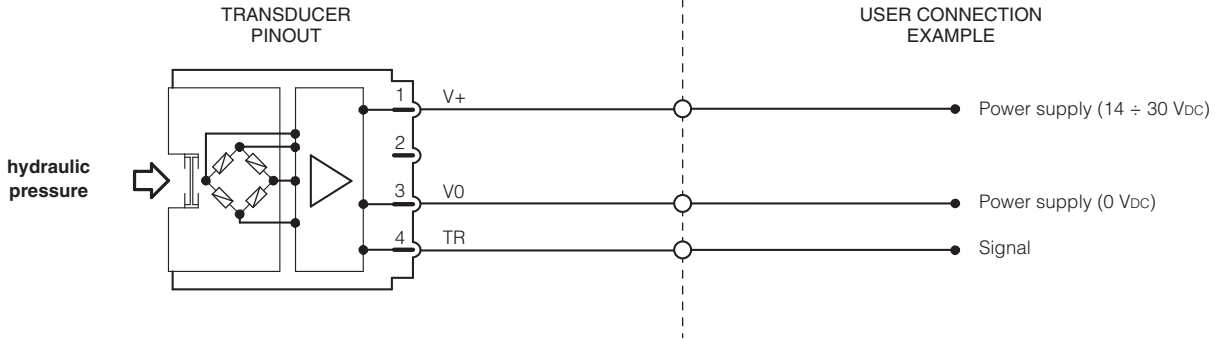 TRANSDUCER
PINOUT
USER CONNECTION
EXAMPLE
hydraulic
pressure
1 V+ Power supply (14 ÷ 30 VDC)
2
3 V0 Power supply (0 VDC)
4 TR Signal